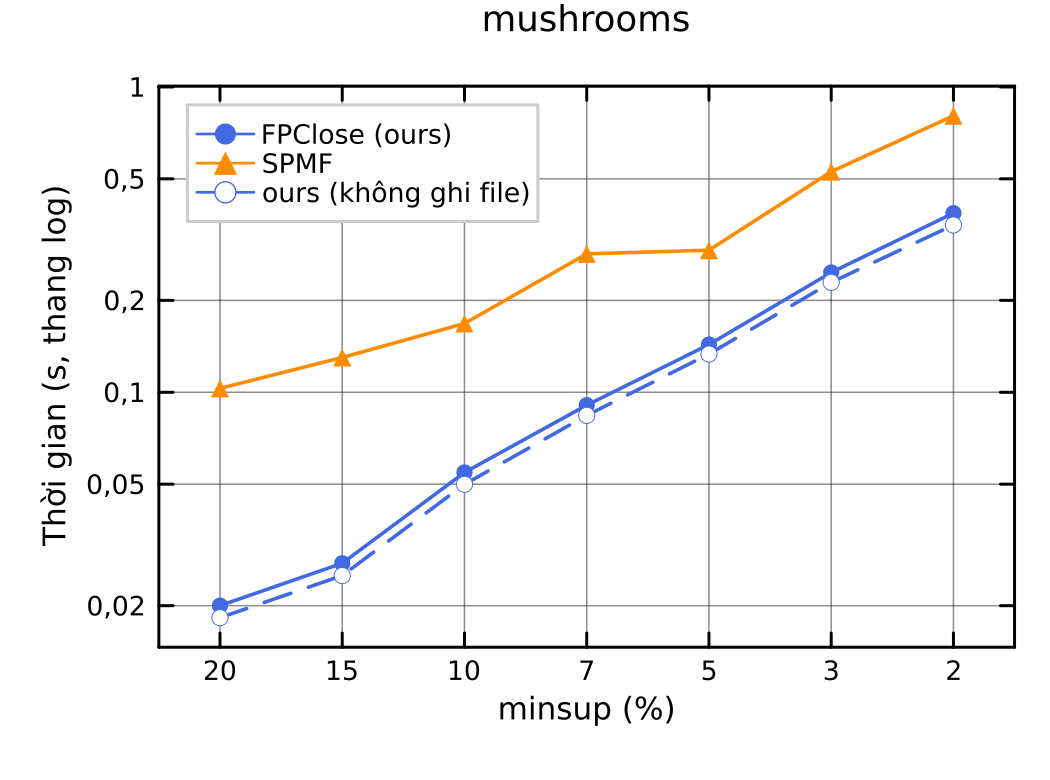 mushrooms
FPClose (ours)
SPMF
ours (không ghi file)
Thời gian (s, thang log)
1
0,5
0,2
0,1
0,05
0,02
20 15 10 7 5 3 2
minsup (%)